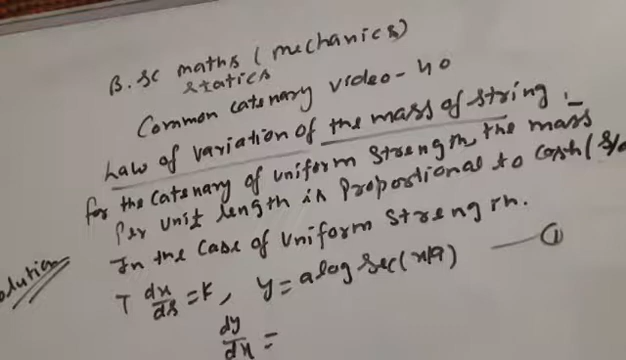 B. sc maths (mechanics)
statics
Common catenary video - 40
Law of variation of the mass of string :-
for the catenary of uniform strength, the mass
per unit length is proportional to cosh(s/a
In the case of uniform strength.
olution
T dx/ds = k, y = a log sec(x/a) — ①
dy/dx =